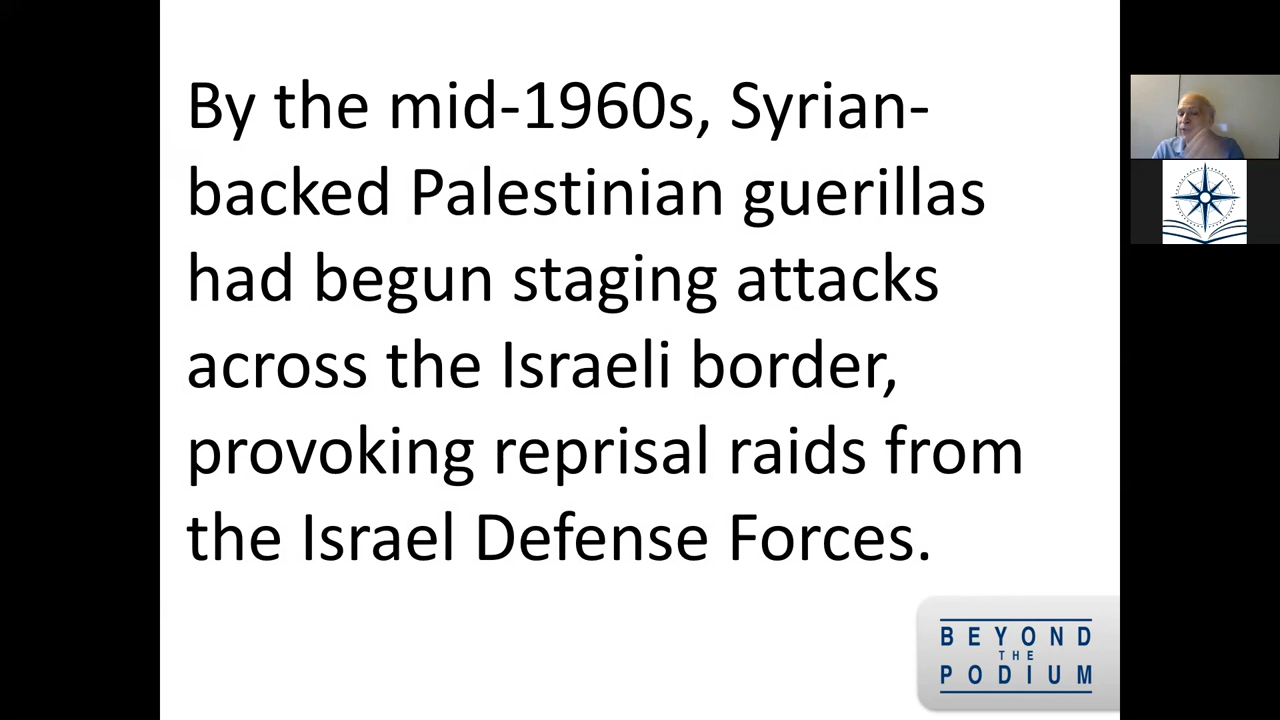 By the mid-1960s, Syrian-
backed Palestinian guerillas
had begun staging attacks
across the Israeli border,
provoking reprisal raids from
the Israel Defense Forces.
BEYOND
THE
PODIUM